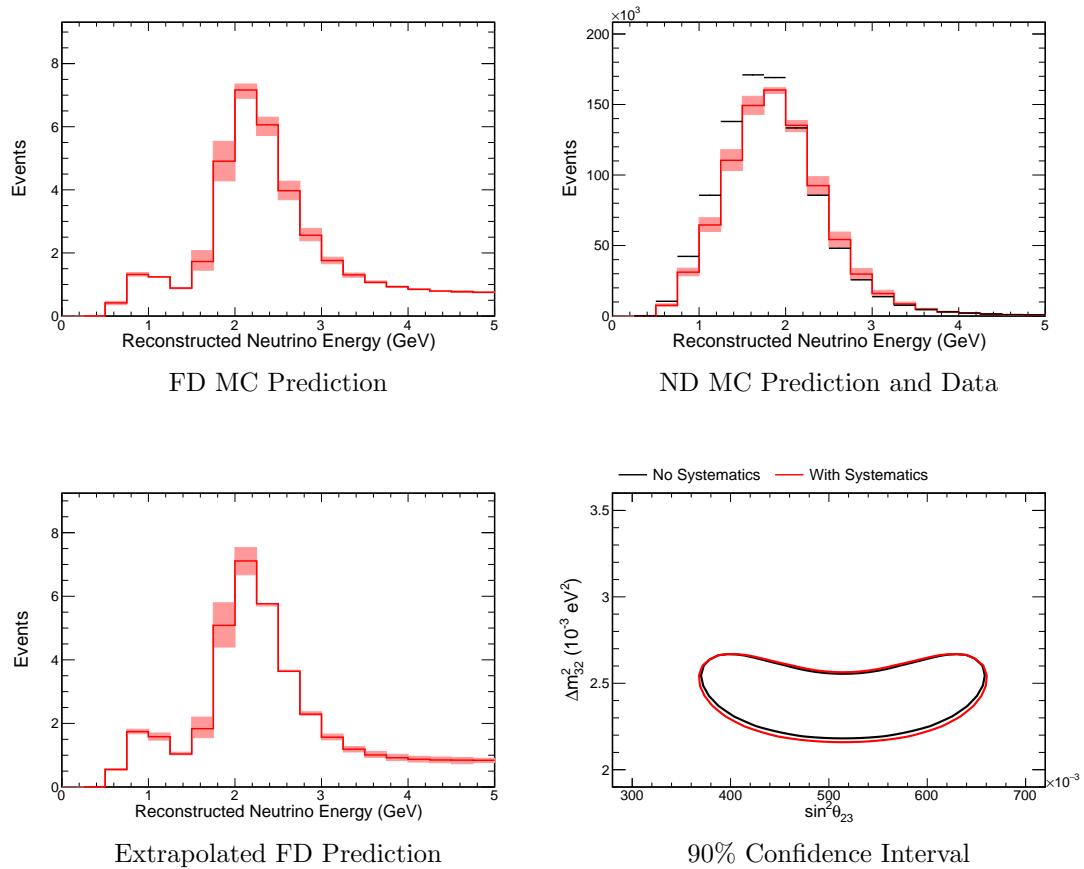 Events
8
6
4
2
0
0 1 2 3 4 5
Reconstructed Neutrino Energy (GeV)
FD MC Prediction
×10³
Events
200
150
100
50
0
0 1 2 3 4 5
Reconstructed Neutrino Energy (GeV)
ND MC Prediction and Data
Events
8
6
4
2
0
0 1 2 3 4 5
Reconstructed Neutrino Energy (GeV)
Extrapolated FD Prediction
No Systematics With Systematics
Δm²₃₂ (10⁻³ eV²)
3.5
3
2.5
2
300 400 500 600 700
×10⁻³
sin²θ₂₃
90% Confidence Interval